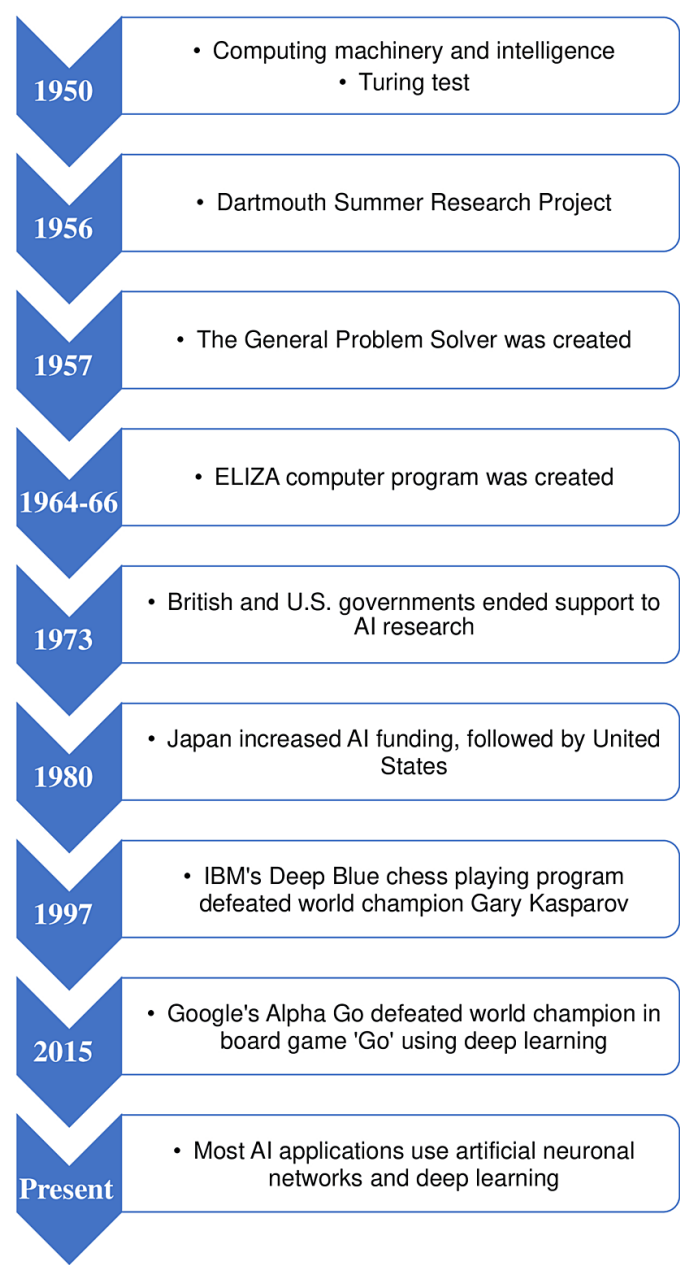 1950
• Computing machinery and intelligence
• Turing test
1956
• Dartmouth Summer Research Project
1957
• The General Problem Solver was created
1964-66
• ELIZA computer program was created
1973
• British and U.S. governments ended support to
AI research
1980
• Japan increased AI funding, followed by United
States
1997
• IBM's Deep Blue chess playing program
defeated world champion Gary Kasparov
2015
• Google's Alpha Go defeated world champion in
board game 'Go' using deep learning
Present
• Most AI applications use artificial neuronal
networks and deep learning